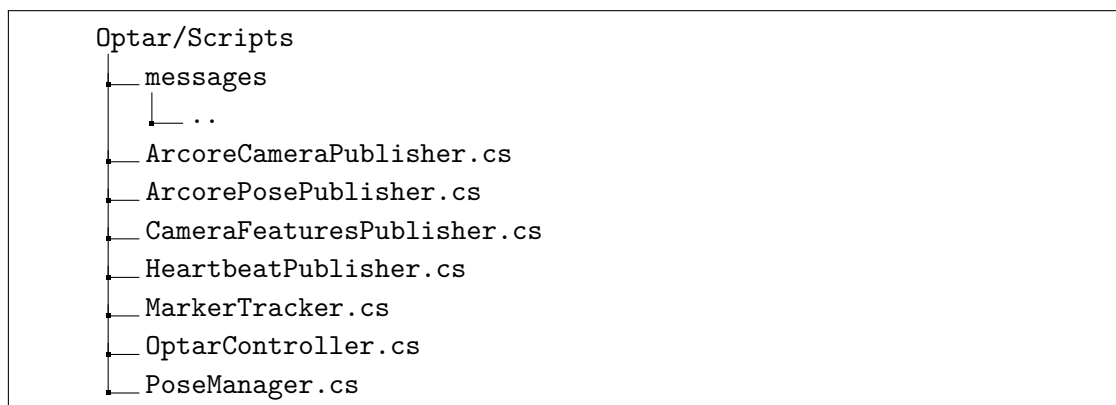 Optar/Scripts
messages
..
ArcoreCameraPublisher.cs
ArcorePosePublisher.cs
CameraFeaturesPublisher.cs
HeartbeatPublisher.cs
MarkerTracker.cs
OptarController.cs
PoseManager.cs